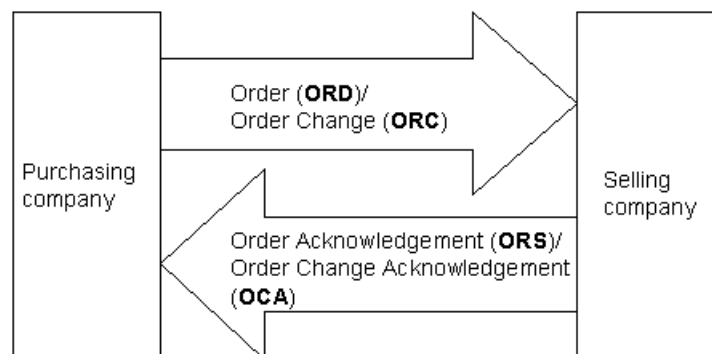 Order (ORD)/
Order Change (ORC)
Purchasing
company
Selling
company
Order Acknowledgement (ORS)/
Order Change Acknowledgement
(OCA)